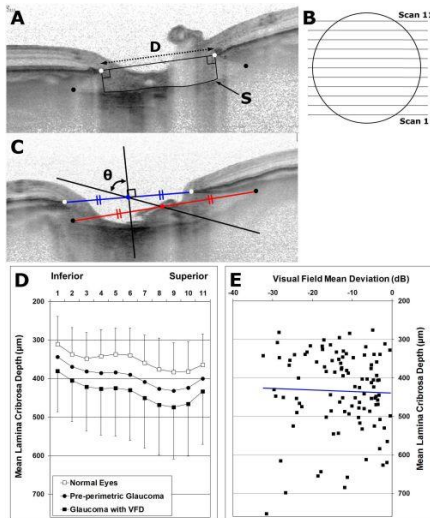 A
D
S
B
Scan 11
Scan 1
C
θ
D
Inferior Superior
1 2 3 4 5 6 7 8 9 10 11
200
300
400
500
600
700
Mean Lamina Cribrosa Depth (μm)
Normal Eyes
Pre-perimetric Glaucoma
Glaucoma with VFD
E
Visual Field Mean Deviation (dB)
-40 -30 -20 -10 0
200
300
400
500
600
700
Mean Lamina Cribrosa Depth (μm)